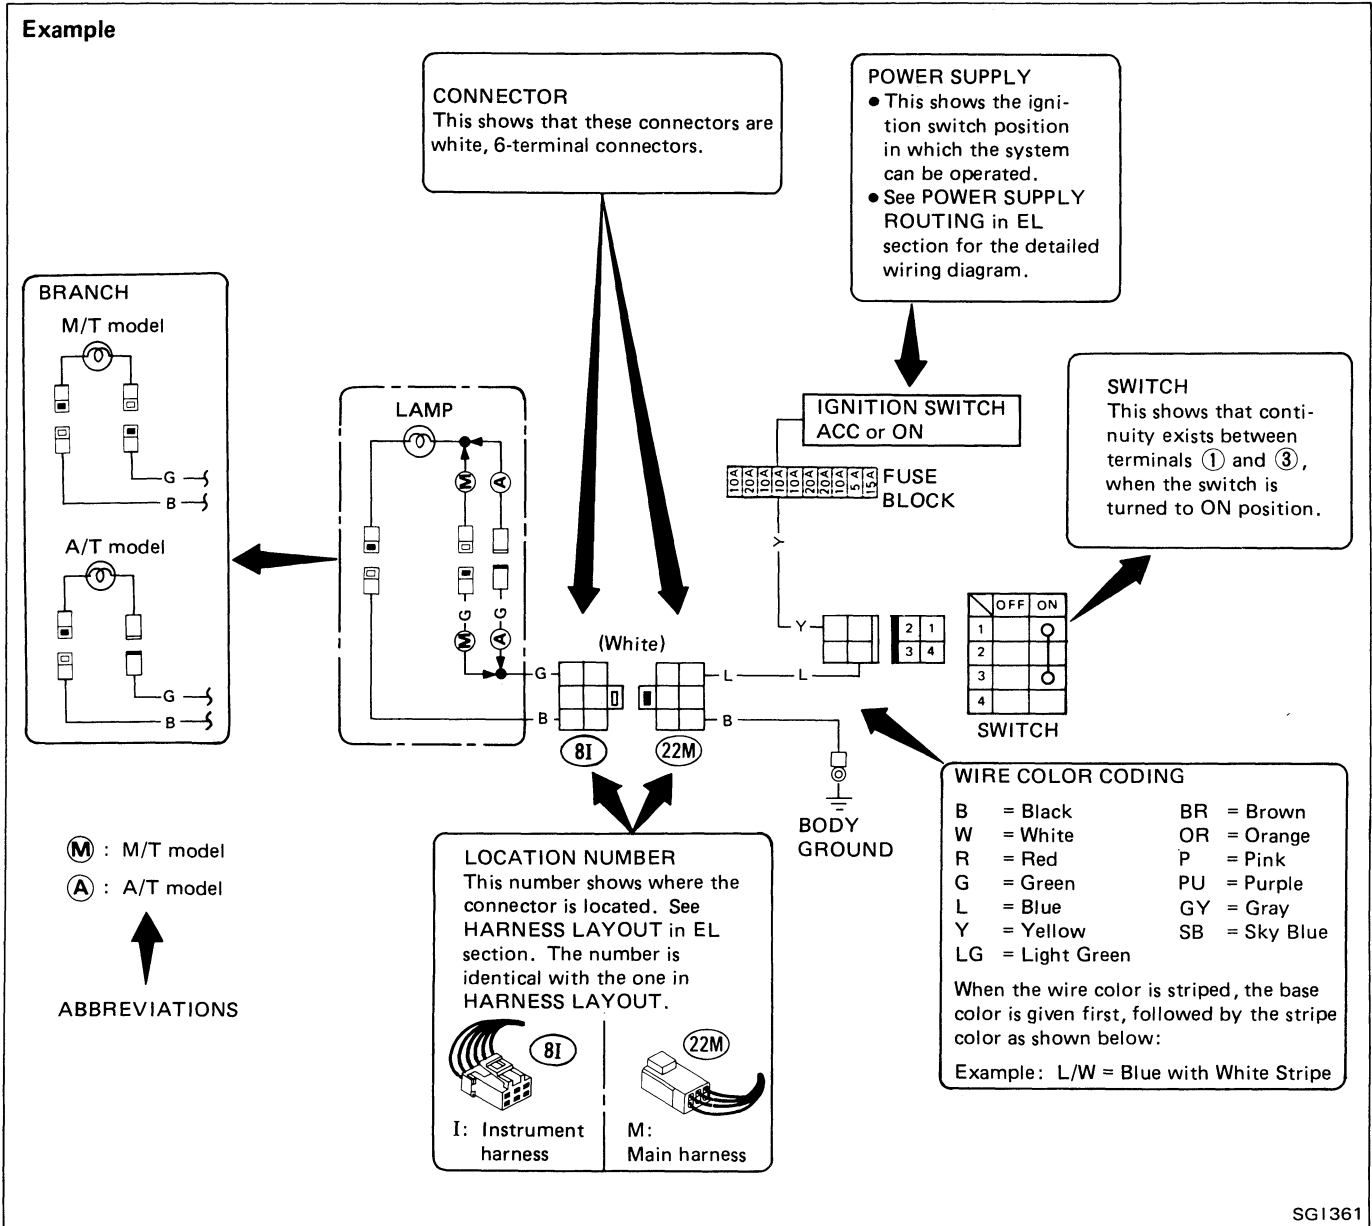 Example
CONNECTOR
This shows that these connectors are
white, 6-terminal connectors.
POWER SUPPLY
● This shows the igni-
tion switch position
in which the system
can be operated.
● See POWER SUPPLY
ROUTING in EL
section for the detailed
wiring diagram.
BRANCH
M/T model
G
B
A/T model
G
B
LAMP
M
A
G
G
M
A
IGNITION SWITCH
ACC or ON
10A 20A 10A 10A 10A 20A 20A 10A 5A 15A
FUSE
BLOCK
Y
SWITCH
This shows that conti-
nuity exists between
terminals ① and ③,
when the switch is
turned to ON position.
(White)
G
B
L
L
B
Y
2 1
3 4
OFF ON
1
2
3
4
SWITCH
8I
22M
BODY
GROUND
WIRE COLOR CODING
B = Black BR = Brown
W = White OR = Orange
R = Red P = Pink
G = Green PU = Purple
L = Blue GY = Gray
Y = Yellow SB = Sky Blue
LG = Light Green
When the wire color is striped, the base
color is given first, followed by the stripe
color as shown below:
Example: L/W = Blue with White Stripe
Ⓜ : M/T model
Ⓐ : A/T model
ABBREVIATIONS
LOCATION NUMBER
This number shows where the
connector is located. See
HARNESS LAYOUT in EL
section. The number is
identical with the one in
HARNESS LAYOUT.
8I
22M
I: Instrument
harness
M:
Main harness
SGI361